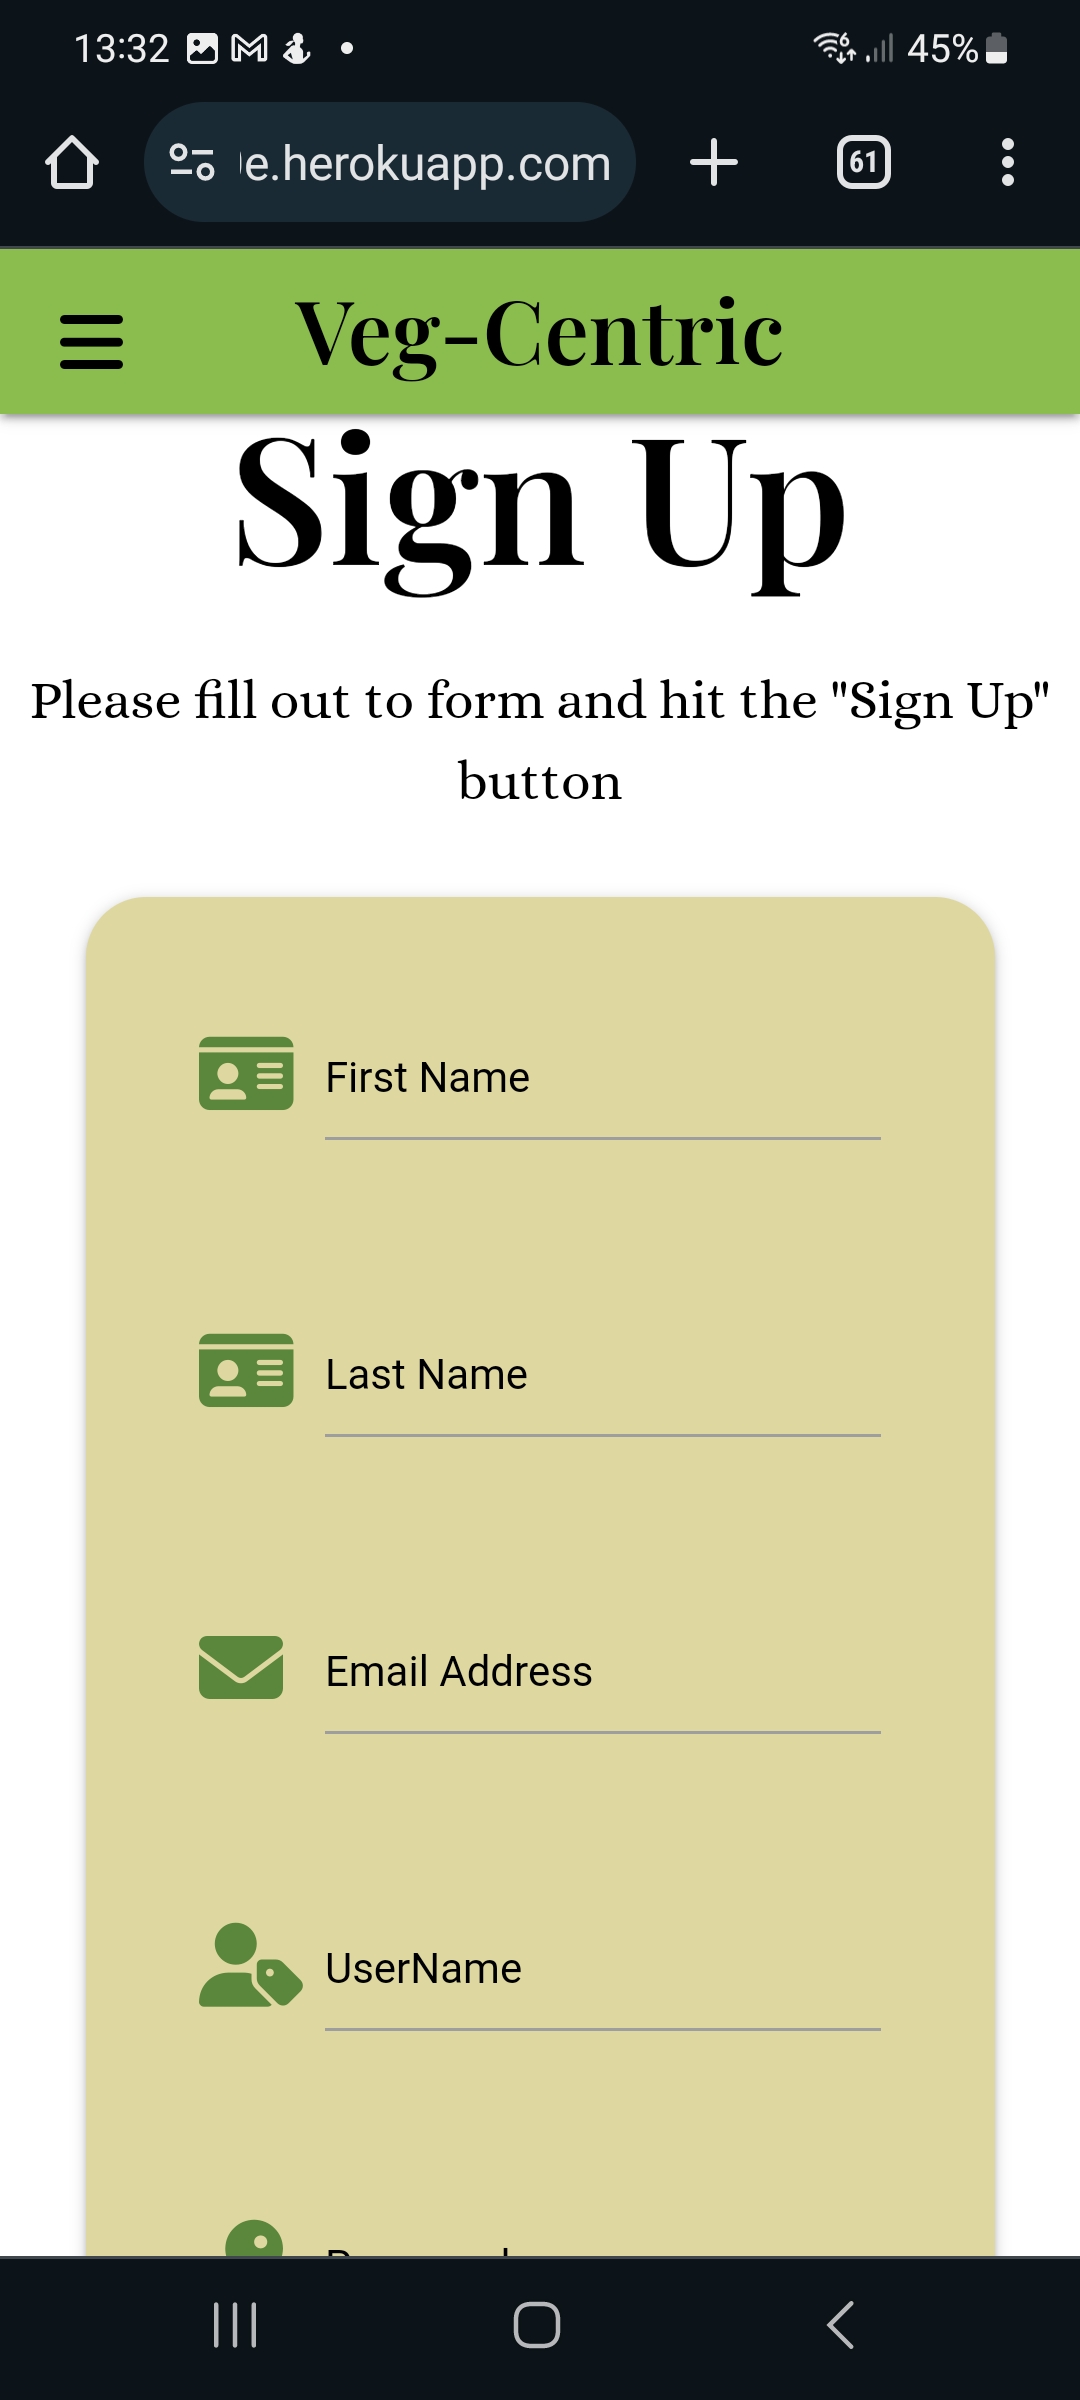 13:32
45%
e.herokuapp.com
61
Veg-Centric
Sign Up
Please fill out to form and hit the "Sign Up"
button
First Name
Last Name
Email Address
UserName